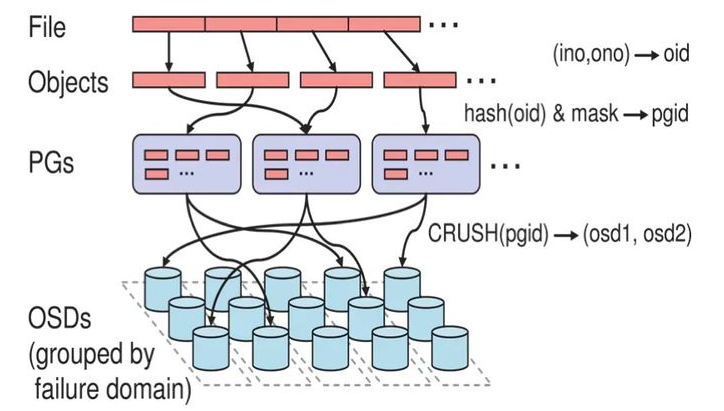 File
...
(ino,ono) → oid
Objects
...
hash(oid) & mask → pgid
PGs
... ... ... ...
CRUSH(pgid) → (osd1, osd2)
OSDs
(grouped by
failure domain)